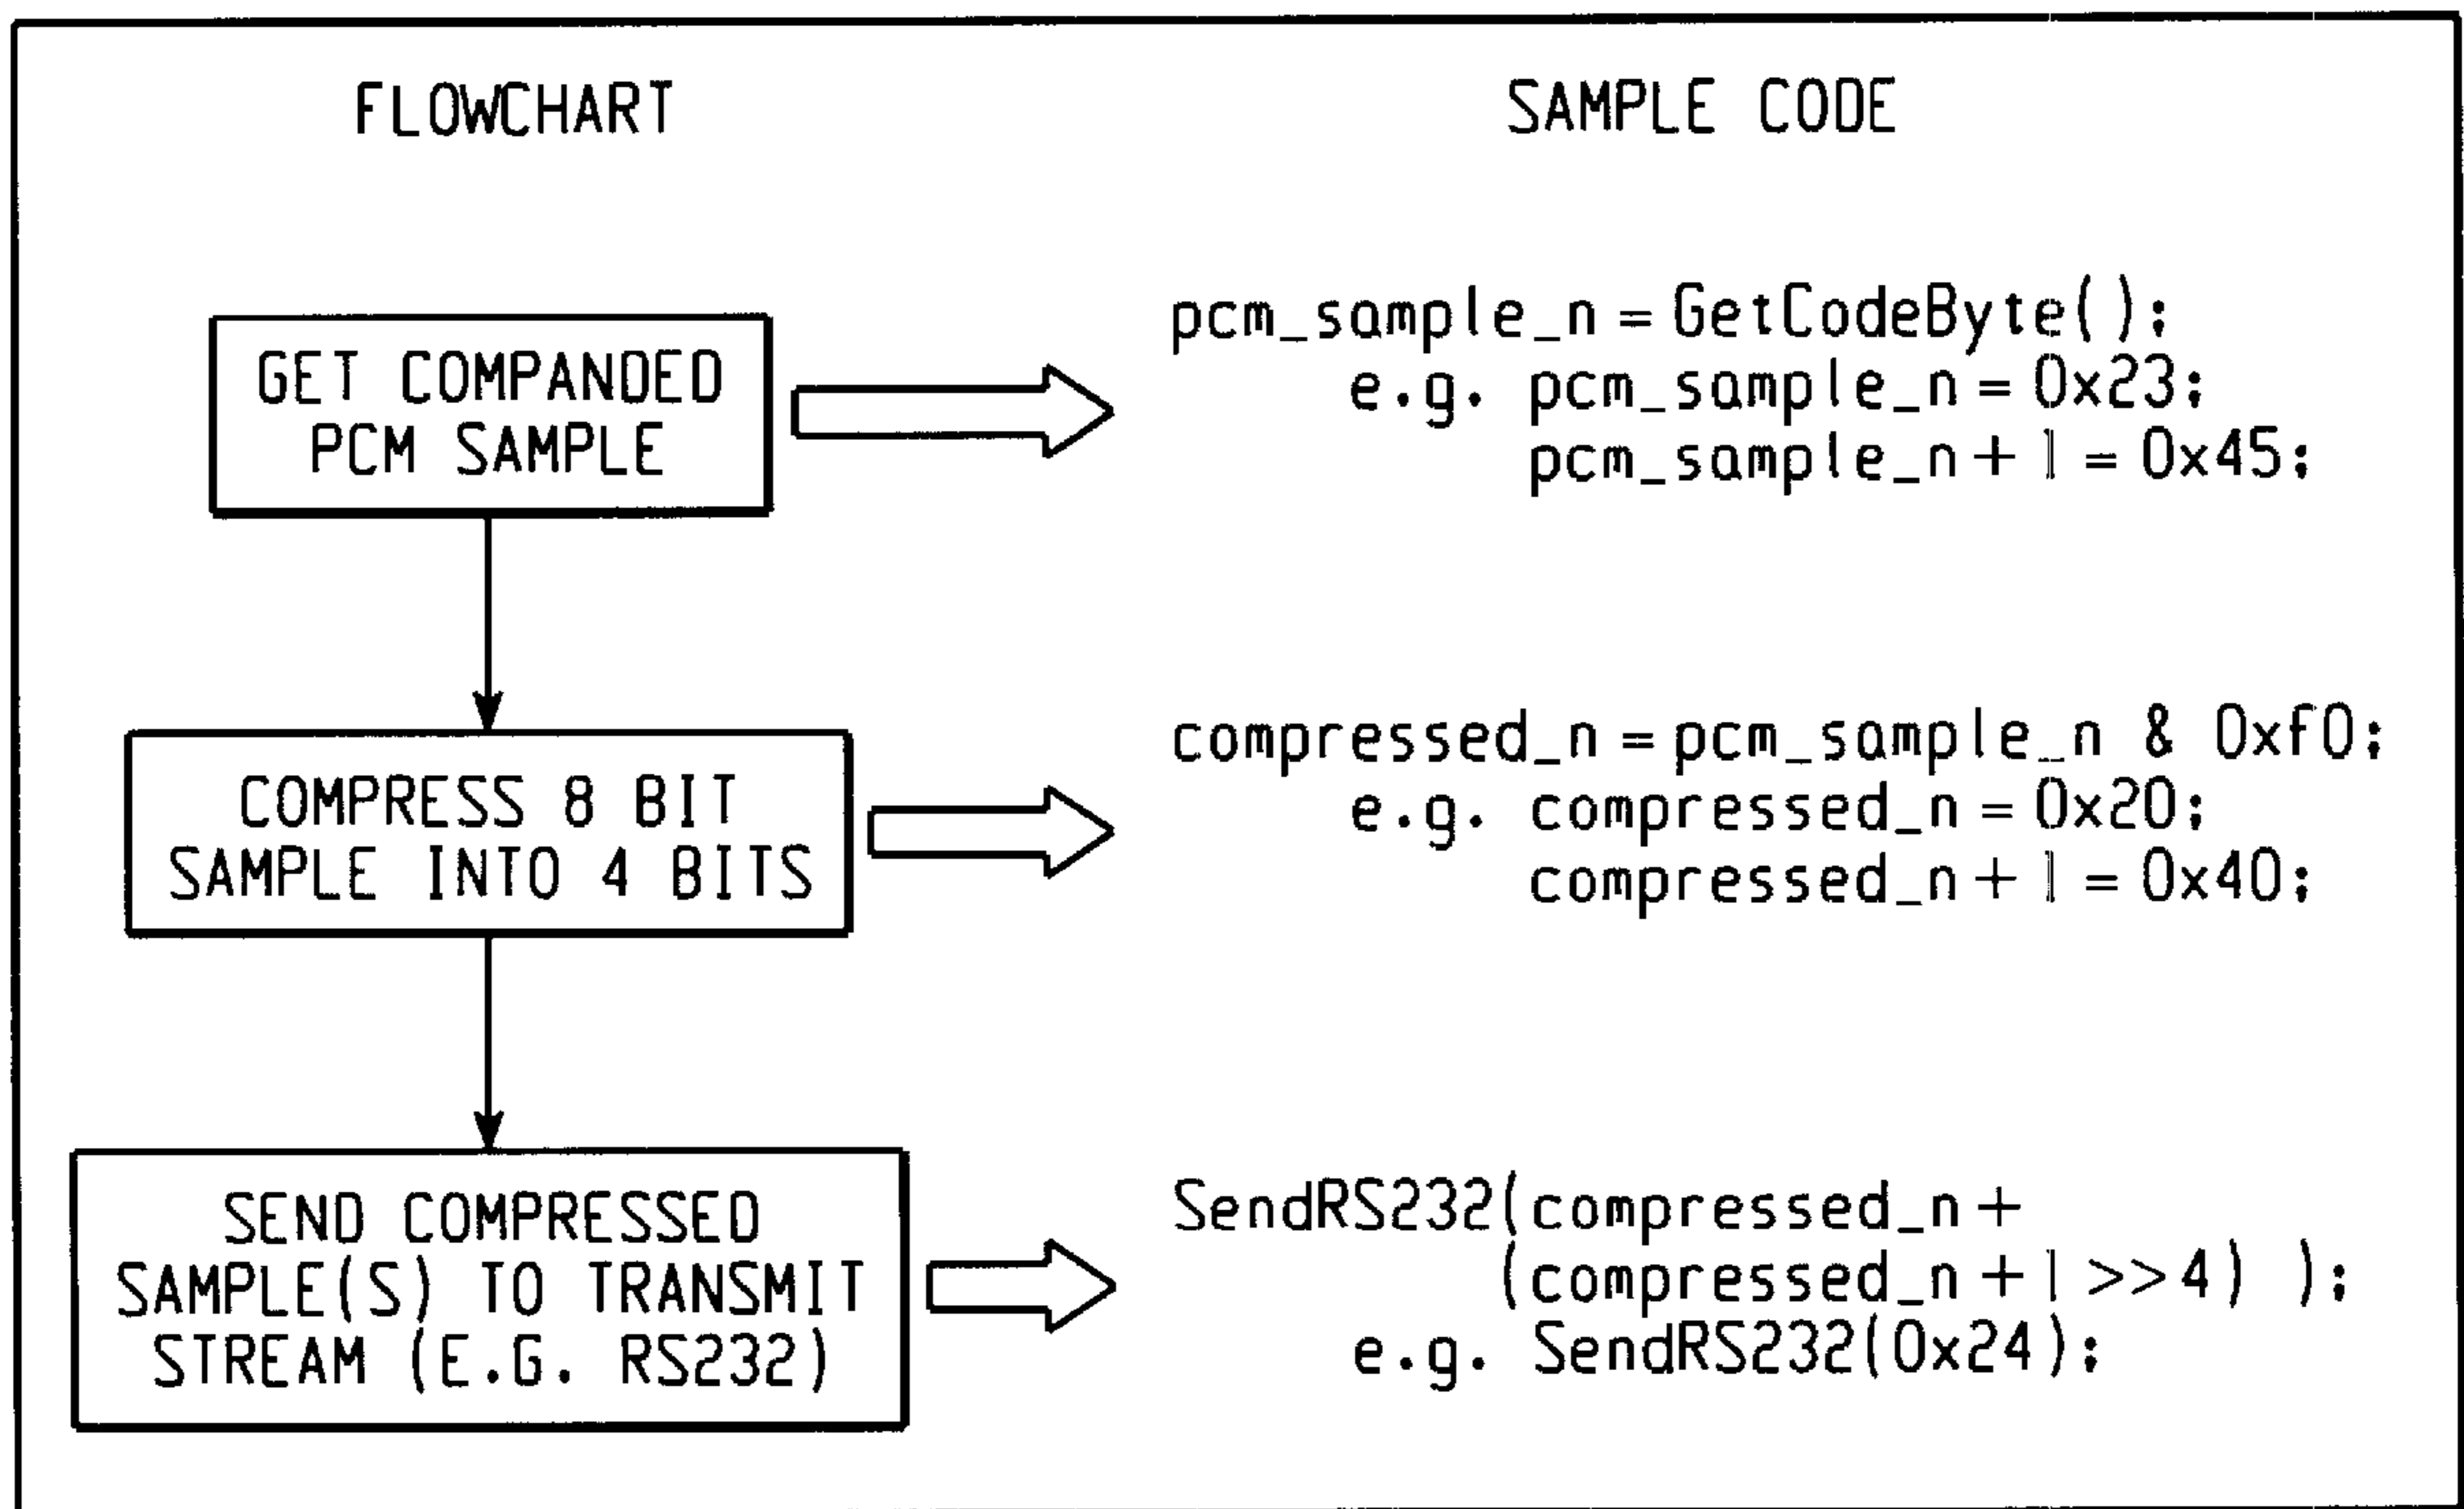 FLOWCHART
SAMPLE CODE
GET COMPANDED
PCM SAMPLE
pcm_sample_n = GetCodeByte();
e.g. pcm_sample_n = 0x23;
pcm_sample_n + 1 = 0x45;
COMPRESS 8 BIT
SAMPLE INTO 4 BITS
compressed_n = pcm_sample_n & 0xf0;
e.g. compressed_n = 0x20;
compressed_n + 1 = 0x40;
SEND COMPRESSED
SAMPLE(S) TO TRANSMIT
STREAM (E.G. RS232)
SendRS232(compressed_n +
(compressed_n + 1 >> 4) );
e.g. SendRS232(0x24);